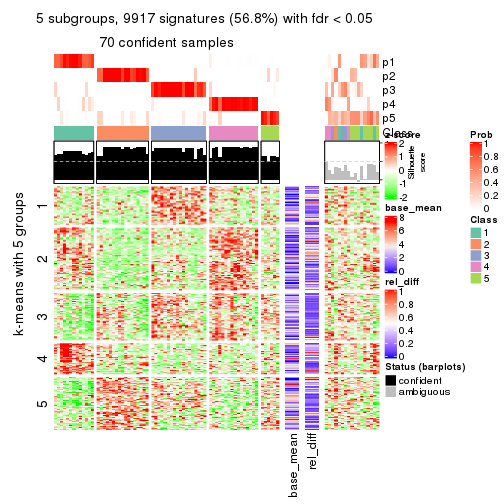 5 subgroups, 9917 signatures (56.8%) with fdr < 0.05
70 confident samples
p1
p2
p3
p4
p5
Class
z-score
2
1
0
-1
-2
Silhouette
score
base_mean
8
6
4
2
0
rel_diff
1
0.8
0.6
0.4
0.2
0
Prob
1
0.8
0.6
0.4
0.2
0
Class
1
2
3
4
5
Status (barplots)
confident
ambiguous
k-means with 5 groups
1
2
3
4
5
base_mean
rel_diff